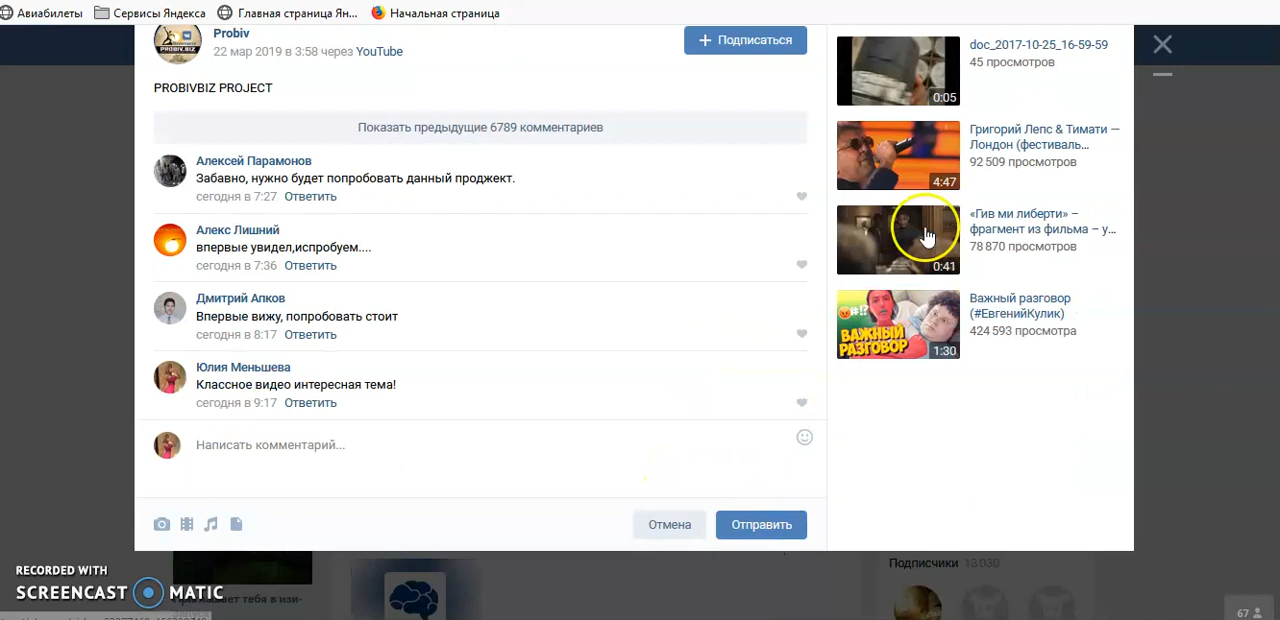 Авиабилеты Сервисы Яндекса Главная страница Ян... Начальная страница
Probiv
22 мар 2019 в 3:58 через YouTube
Подписаться
PROBIV.BIZ
PROBIVBIZ PROJECT
Показать предыдущие 6789 комментариев
Алексей Парамонов
Забавно, нужно будет попробовать данный проджект.
сегодня в 7:27 Ответить
Алекс Лишний
впервые увидел,испробуем....
сегодня в 7:36 Ответить
Дмитрий Апков
Впервые вижу, попробовать стоит
сегодня в 8:17 Ответить
Юлия Меньшева
Классное видео интересная тема!
сегодня в 9:17 Ответить
Написать комментарий...
Отмена Отправить
doc_2017-10-25_16-59-59
45 просмотров
0:05
Григорий Лепс & Тимати —
Лондон (фестиваль...
92 509 просмотров
4:47
«Гив ми либерти» –
фрагмент из фильма – у...
78 870 просмотров
0:41
Важный разговор
(#ЕвгенийКулик)
424 593 просмотра
ВАЖНЫЙ
РАЗГОВОР
1:30
Подписчики 13 030
67
RECORDED WITH
SCREENCAST MATIC